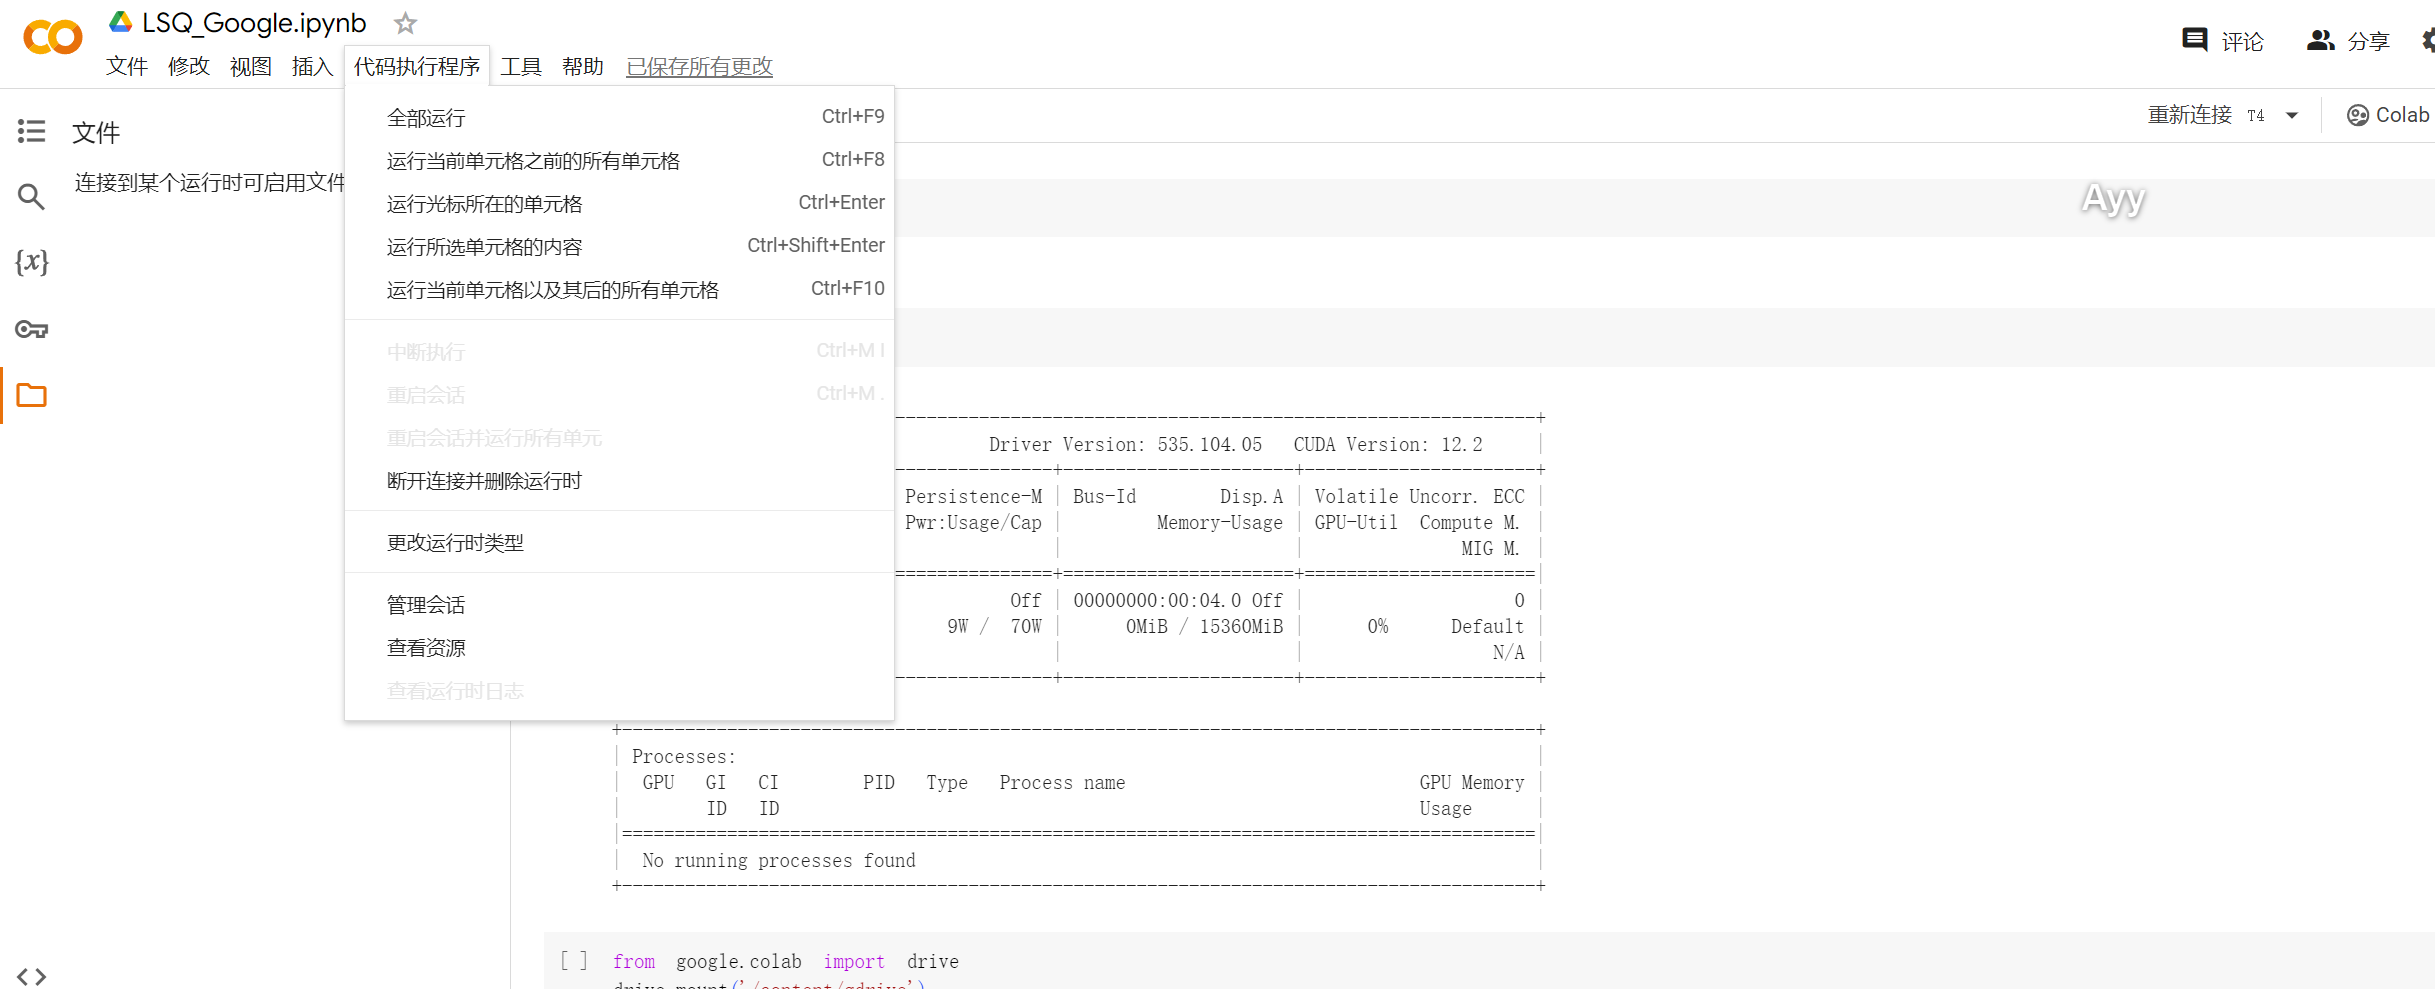 LSQ_Google.ipynb
文件 修改 视图 插入 代码执行程序 工具 帮助 已保存所有更改
评论 分享
重新连接 T4 Colab
文件
连接到某个运行时可启用文件
全部运行 Ctrl+F9
运行当前单元格之前的所有单元格 Ctrl+F8
运行光标所在的单元格 Ctrl+Enter
运行所选单元格的内容 Ctrl+Shift+Enter
运行当前单元格以及其后的所有单元格 Ctrl+F10
中断执行 Ctrl+M I
重启会话 Ctrl+M .
重启会话并运行所有单元
断开连接并删除运行时
更改运行时类型
管理会话
查看资源
查看运行时日志
Ayy
Driver Version: 535.104.05 CUDA Version: 12.2 |
Persistence-M | Bus-Id Disp.A | Volatile Uncorr. ECC |
Pwr:Usage/Cap | Memory-Usage | GPU-Util Compute M. |
| | MIG M. |
Off | 00000000:00:04.0 Off | 0 |
9W / 70W | 0MiB / 15360MiB | 0% Default |
| | N/A |
| Processes: |
| GPU GI CI PID Type Process name GPU Memory |
| ID ID Usage |
| No running processes found |
[ ] from google.colab import drive
drive.mount('/content/gdrive')